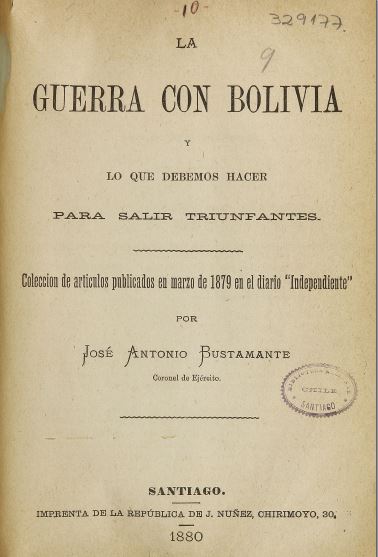 -10-
329177.
LA
9
GUERRA CON BOLIVIA
Y
LO QUE DEBEMOS HACER
PARA SALIR TRIUNFANTES.
Coleccion de artículos publicados en marzo de 1879 en el diario "Independiente"
POR
JOSÉ ANTONIO BUSTAMANTE
Coronel de Ejército.
BIBLIOTECA
CHILE
SANTIAGO
SANTIAGO.
IMPRENTA DE LA REPÚBLICA DE J. NUÑEZ, CHIRIMOYO, 30,
1880